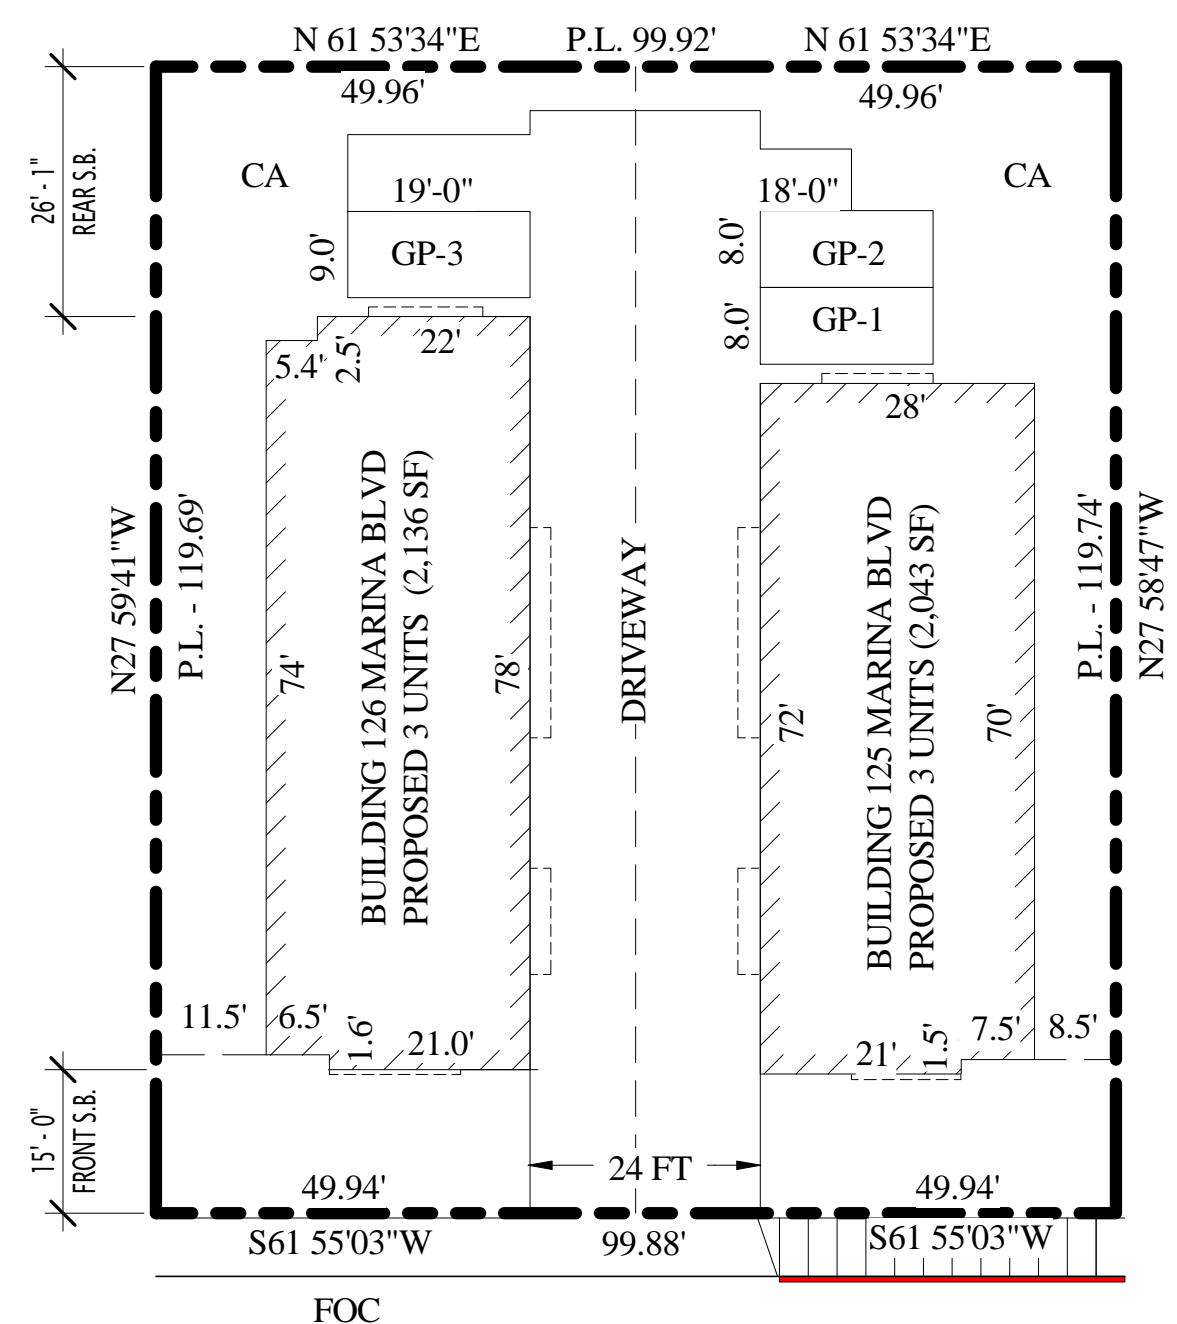 N 61 53'34"E
P.L. 99.92'
N 61 53'34"E
49.96'
49.96'
26' - 1"
REAR S.B.
CA
CA
19'-0"
18'-0"
9.0'
GP-3
8.0'
GP-2
8.0'
GP-1
5.4'
2.5'
22'
28'
N27 59'41"W
P.L. - 119.69'
74'
BUILDING 126 MARINA BLVD
PROPOSED 3 UNITS (2,136 SF)
78'
DRIVEWAY
72'
BUILDING 125 MARINA BLVD
PROPOSED 3 UNITS (2,043 SF)
70'
P.L. - 119.74'
N27 58'47"W
11.5'
6.5'
1.6'
21.0'
21'
1.5'
7.5'
8.5'
15' - 0"
FRONT S.B.
24 FT
49.94'
49.94'
S61 55'03"W
99.88'
S61 55'03"W
FOC